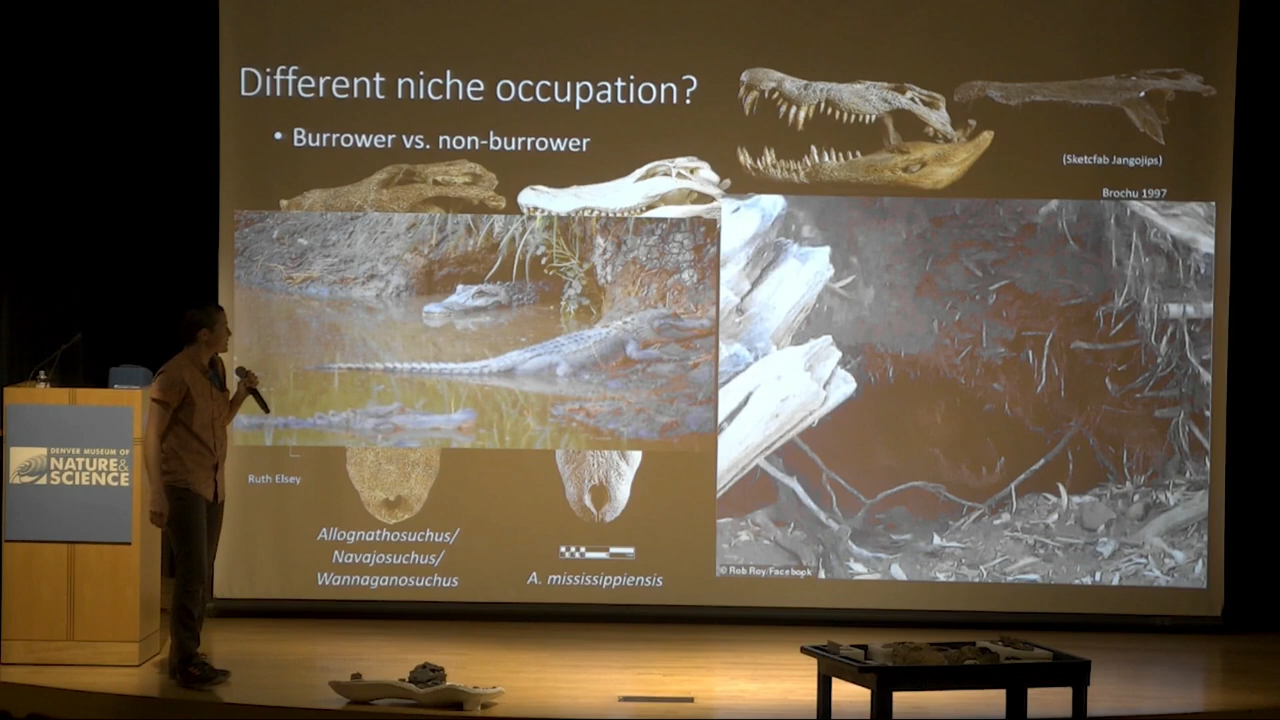 Different niche occupation?
• Burrower vs. non-burrower
(Sketcfab Jangojips)
Brochu 1997
Ruth Elsey
Allognathosuchus/
Navajosuchus/
Wannaganosuchus
A. mississippiensis
© Rob Roy/Facebook
DENVER MUSEUM OF
NATURE &
SCIENCE